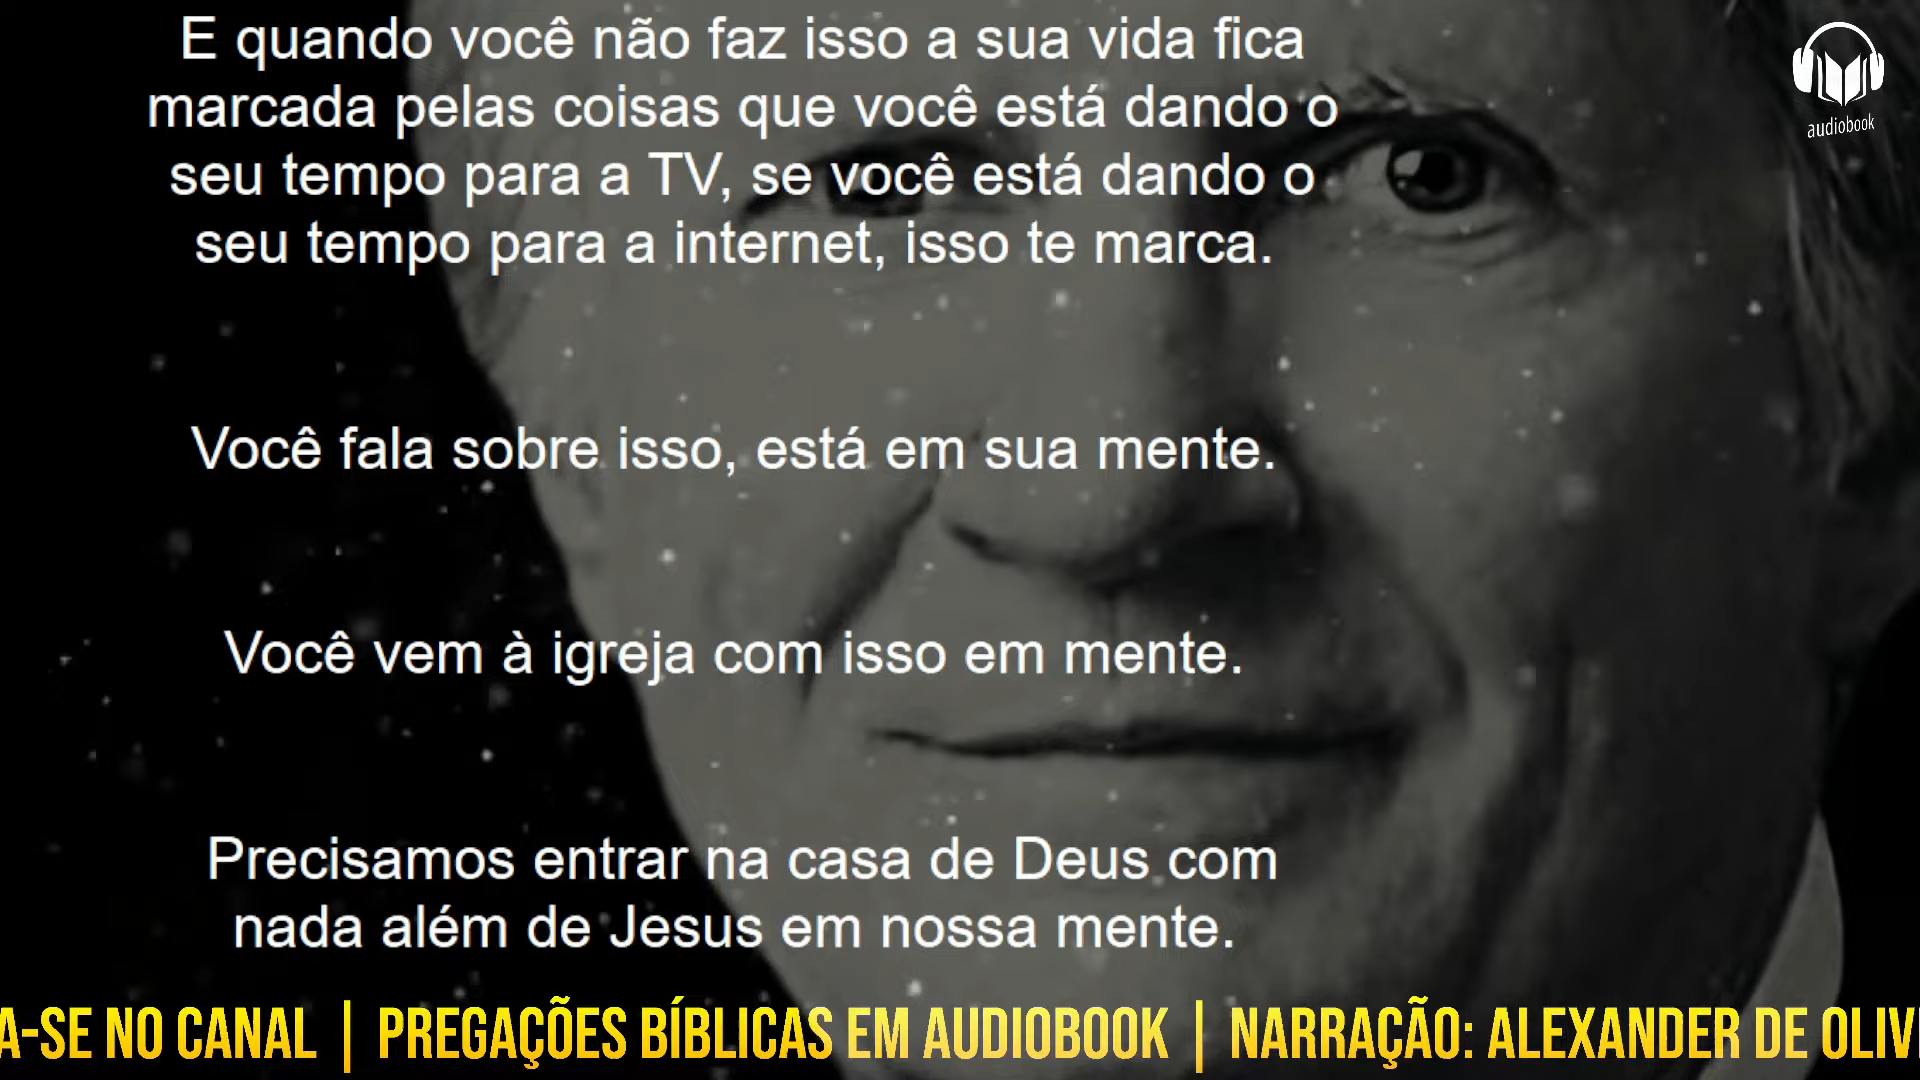 E quando você não faz isso a sua vida fica
marcada pelas coisas que você está dando o
seu tempo para a TV, se você está dando o
seu tempo para a internet, isso te marca.
Você fala sobre isso, está em sua mente.
Você vem à igreja com isso em mente.
Precisamos entrar na casa de Deus com
nada além de Jesus em nossa mente.
audiobook
A-SE NO CANAL | PREGAÇÕES BÍBLICAS EM AUDIOBOOK | NARRAÇÃO: ALEXANDER DE OLIV